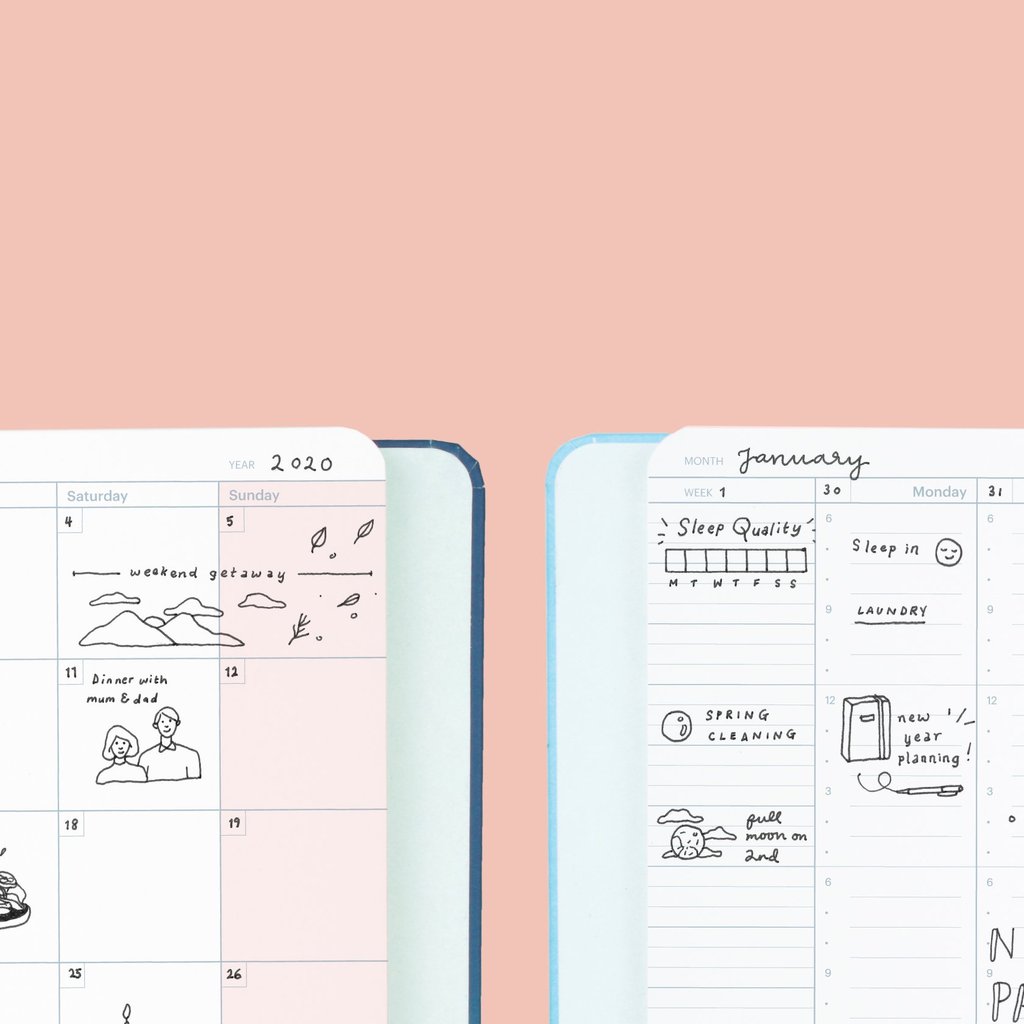 YEAR 2020
Saturday Sunday
4 5
weekend getaway
11 12
Dinner with
mum & dad
18 19
25 26
MONTH January
WEEK 1 30 Monday 31
Sleep Quality
M T W T F S S
SPRING
CLEANING
full
moon on
2nd
6
Sleep in
9
LAUNDRY
12
new
year
planning!
3
6
9
6
9
12
3
6
N
9
PA